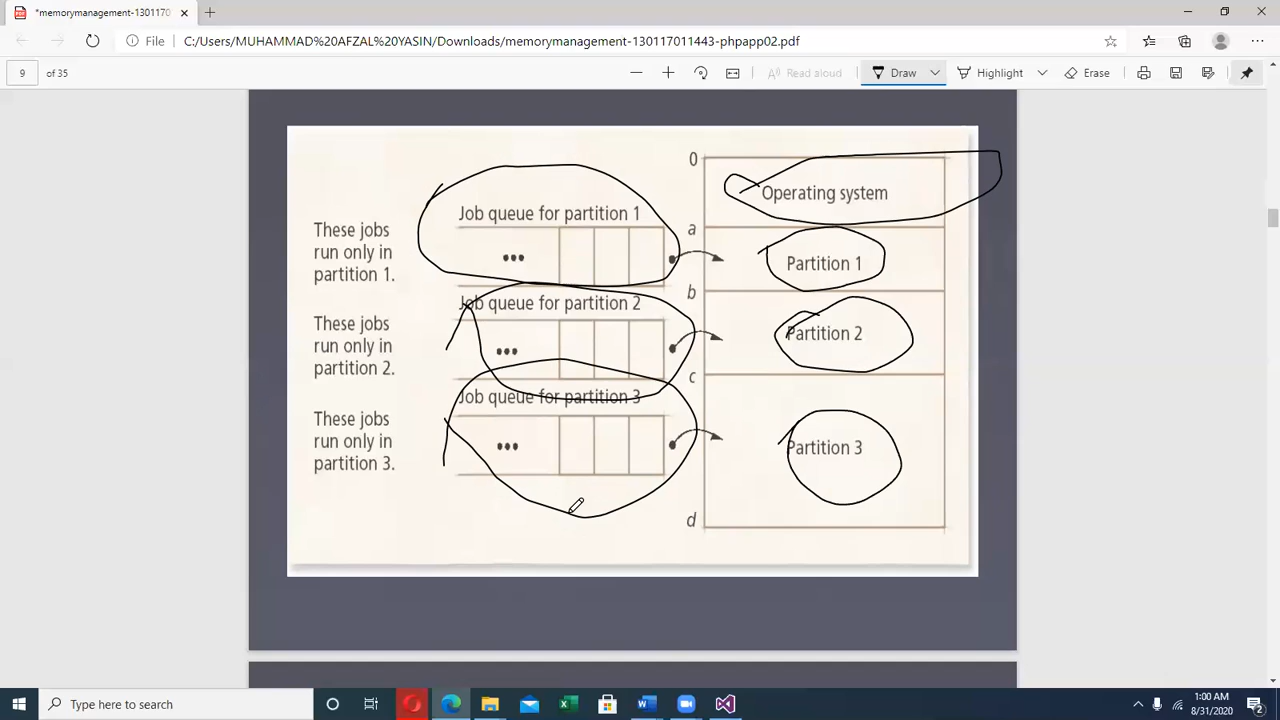 *memorymanagement-1301170
File
C:/Users/MUHAMMAD%20AFZAL%20YASIN/Downloads/memorymanagement-130117011443-phpapp02.pdf
9 of 35
Read aloud
Draw
Highlight
Erase
0
Operating system
Job queue for partition 1
These jobs
run only in
partition 1.
...
a
Partition 1
b
Job queue for partition 2
These jobs
run only in
partition 2.
...
Partition 2
c
Job queue for partition 3
These jobs
run only in
partition 3.
...
Partition 3
d
Type here to search
1:00 AM
8/31/2020
2